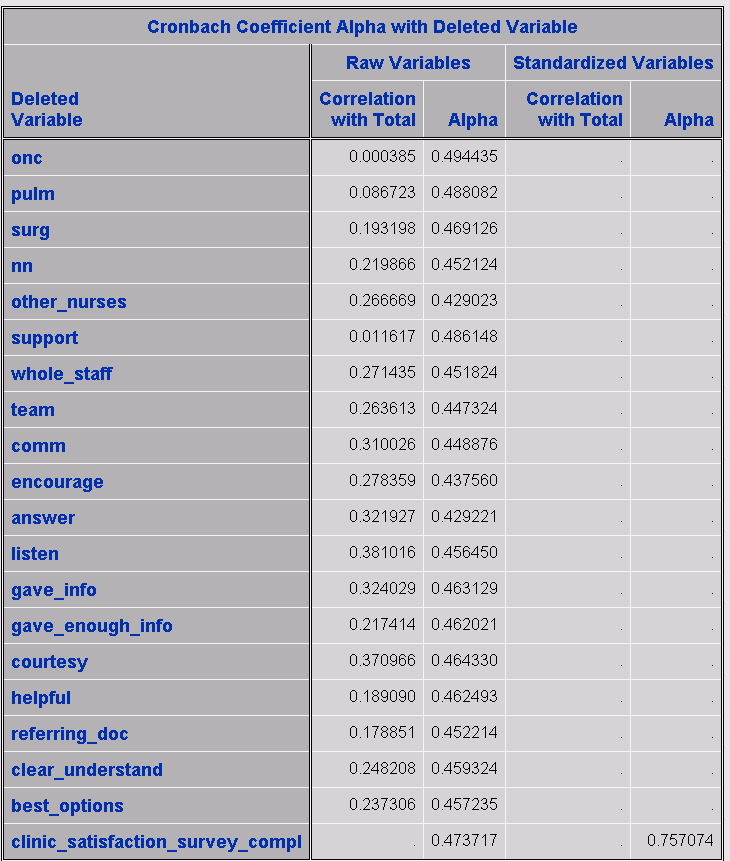 Cronbach Coefficient Alpha with Deleted Variable
Raw Variables Standardized Variables
Deleted Variable Correlation with Total Alpha Correlation with Total Alpha
onc 0.000385 0.494435 . .
pulm 0.086723 0.488082 . .
surg 0.193198 0.469126 . .
nn 0.219866 0.452124 . .
other_nurses 0.266669 0.429023 . .
support 0.011617 0.486148 . .
whole_staff 0.271435 0.451824 . .
team 0.263613 0.447324 . .
comm 0.310026 0.448876 . .
encourage 0.278359 0.437560 . .
answer 0.321927 0.429221 . .
listen 0.381016 0.456450 . .
gave_info 0.324029 0.463129 . .
gave_enough_info 0.217414 0.462021 . .
courtesy 0.370966 0.464330 . .
helpful 0.189090 0.462493 . .
referring_doc 0.178851 0.452214 . .
clear_understand 0.248208 0.459324 . .
best_options 0.237306 0.457235 . .
clinic_satisfaction_survey_compl . 0.473717 . 0.757074